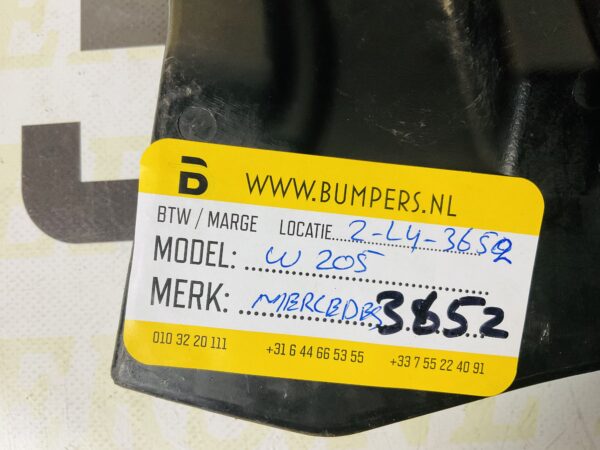 B WWW.BUMPERS.NL
BTW / MARGE LOCATIE 2-L4-3652
MODEL: W 205
MERK: MERCEDES 3652
010 32 20 111 +31 6 44 66 53 55 +33 7 55 22 40 91